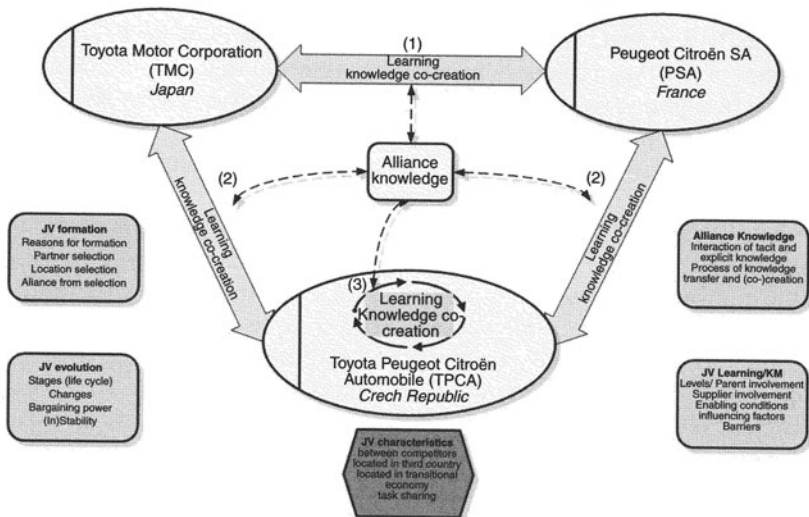 Toyota Motor Corporation
(TMC)
Japan
(1)
Learning
knowledge co-creation
Peugeot Citroën SA
(PSA)
France
Alliance
knowledge
(2)
(2)
Learning
knowledge co-creation
Learning
knowledge co-creation
JV formation
Reasons for formation
Partner selection
Location selection
Aliance from selection
Alliance Knowledge
Interaction of tacit and
explicit knowledge
Process of knowledge
transfer and (co-)creation
(3)
Learning
Knowledge co-
creation
Toyota Peugeot Citroën
Automobile (TPCA)
Crech Republic
JV evolution
Stages (life cycle)
Changes
Bargaining power
(In)Stability
JV Learning/KM
Levels/ Parent involvement
Supplier involvement
Enabling conditions
influencing factors
Barriers
JV characteristics
between competitors
located in third country
located in transitional
economy
task sharing